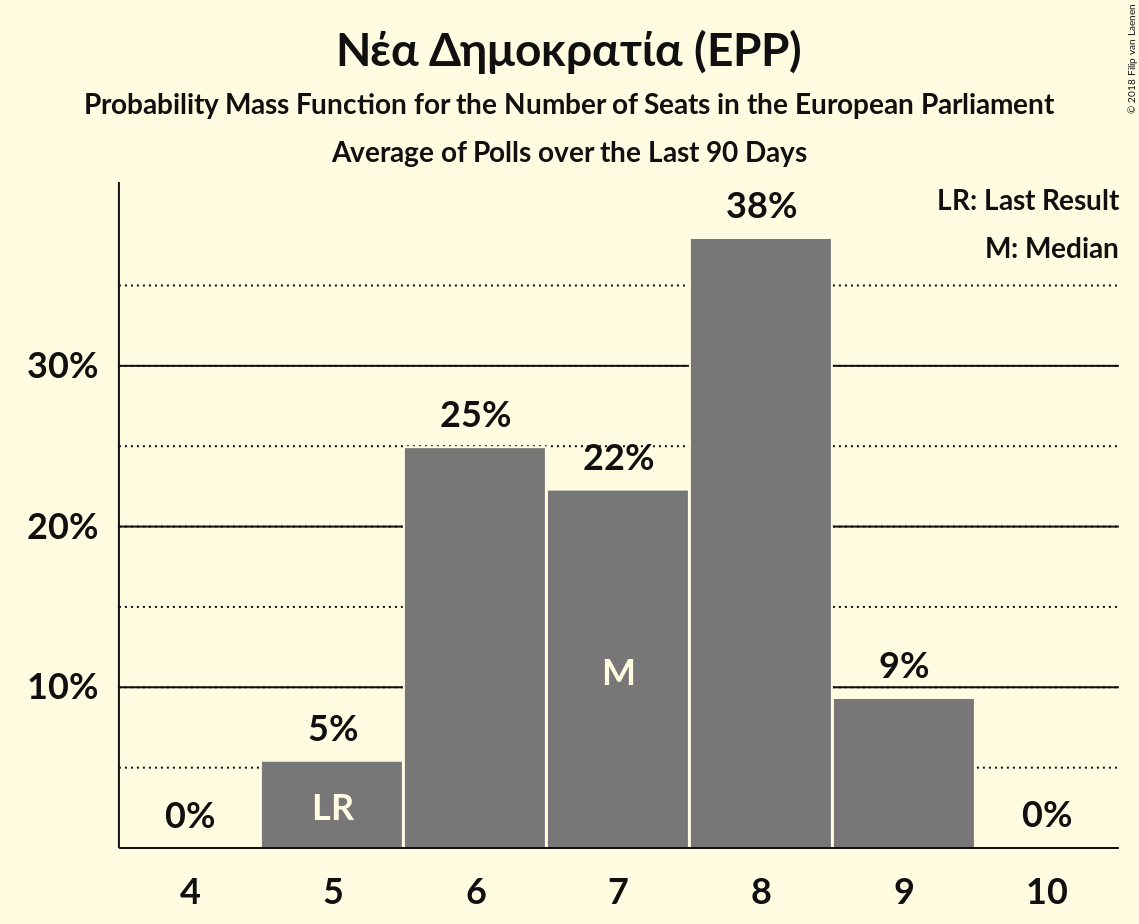 Νέα Δημοκρατία (EPP)
Probability Mass Function for the Number of Seats in the European Parliament
Average of Polls over the Last 90 Days
© 2018 Filip van Laenen
LR: Last Result
M: Median
38%
30%
25%
22%
20%
10%
9%
5%
0%
0%
M
LR
4 5 6 7 8 9 10